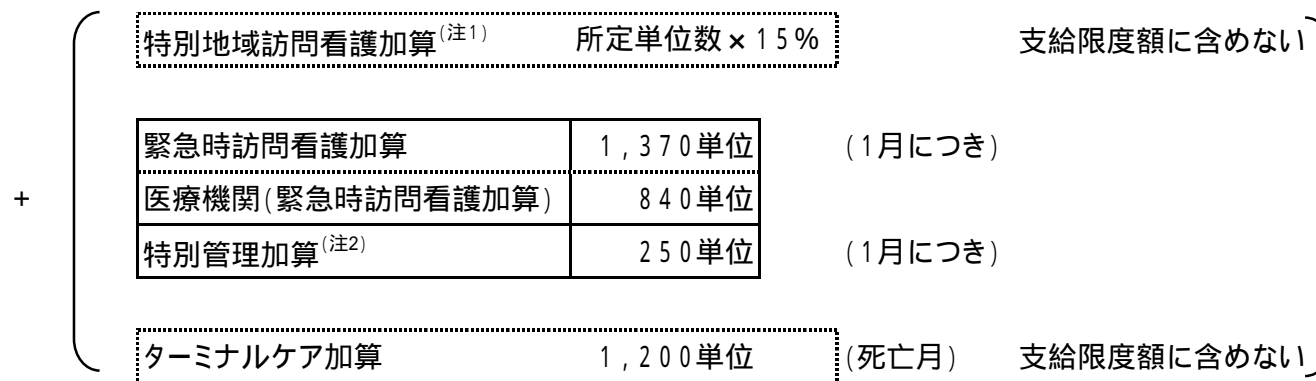 特別地域訪問看護加算(注1) 所定単位数×15% 支給限度額に含めない
緊急時訪問看護加算 1,370単位 (1月につき)
+ 医療機関(緊急時訪問看護加算) 840単位
特別管理加算(注2) 250単位 (1月につき)
ターミナルケア加算 1,200単位 (死亡月) 支給限度額に含めない